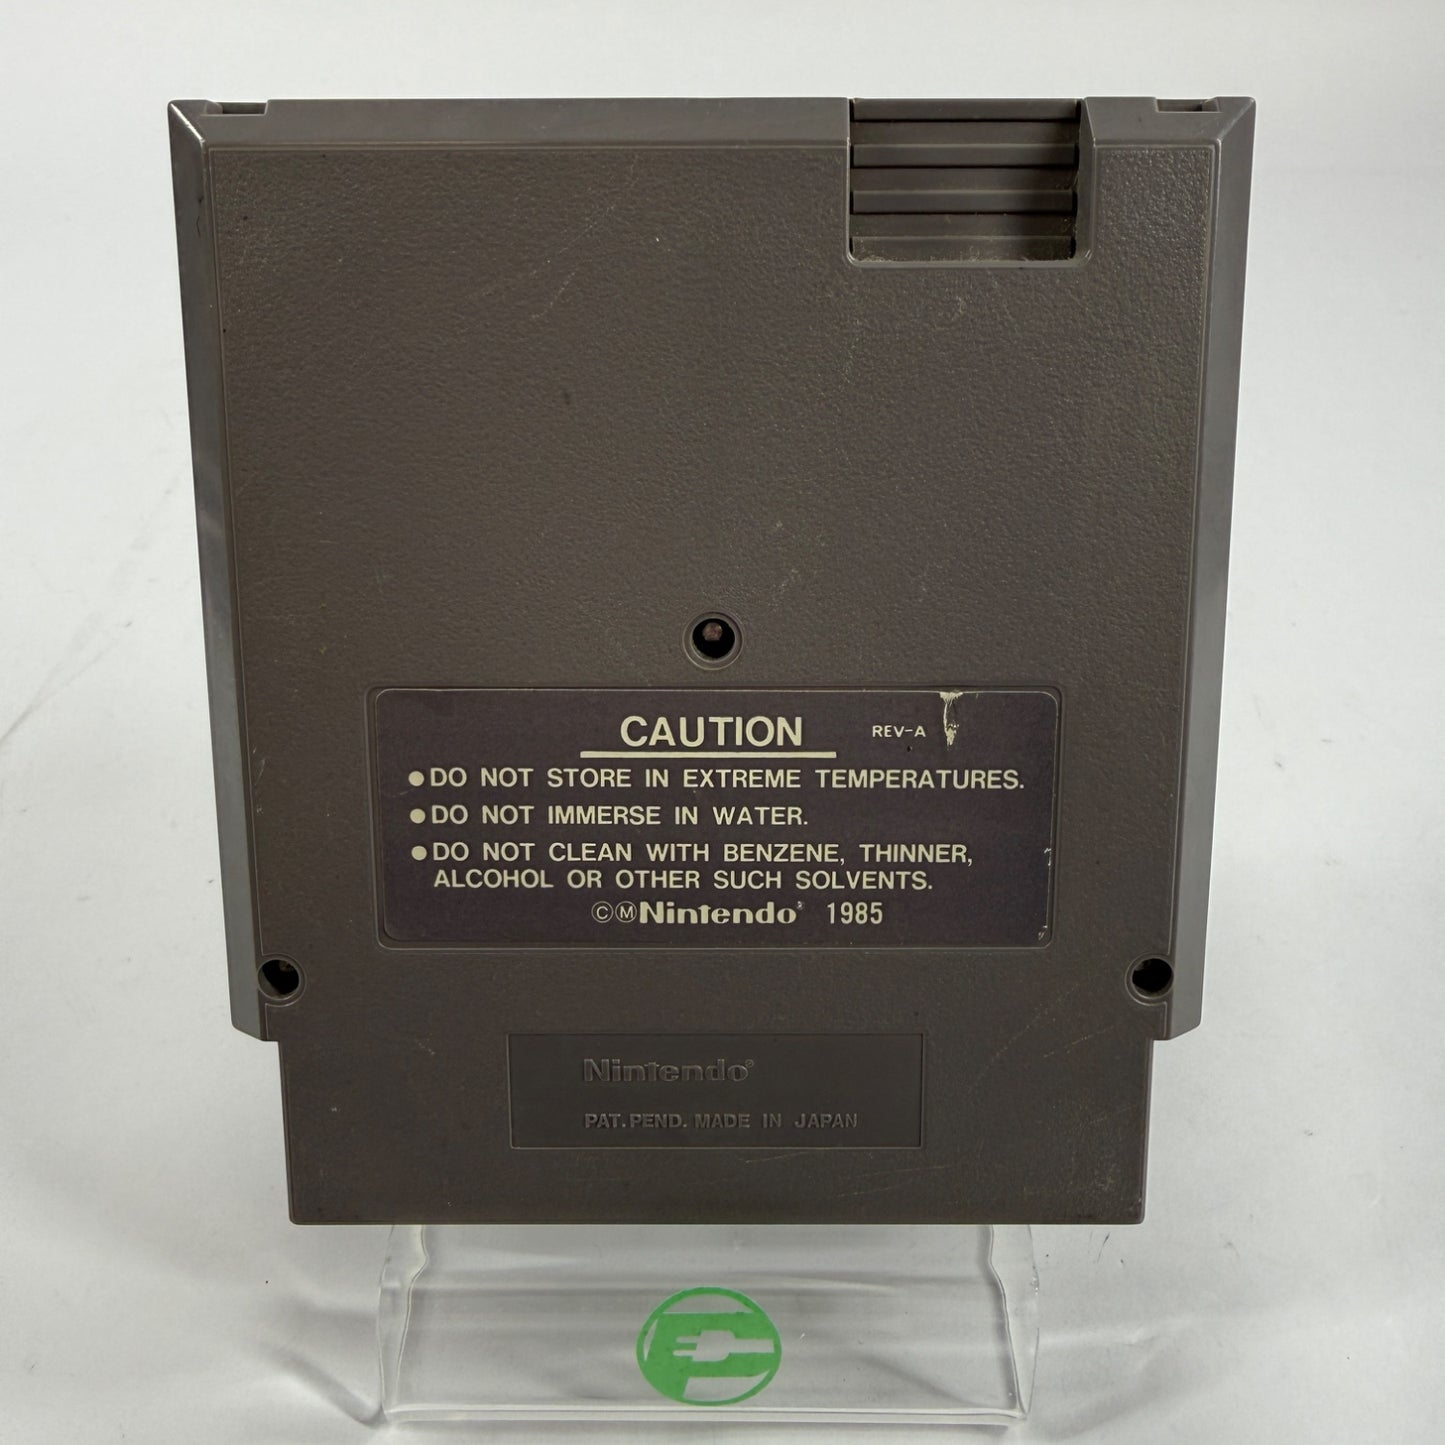 CAUTION REV-A
●DO NOT STORE IN EXTREME TEMPERATURES.
●DO NOT IMMERSE IN WATER.
●DO NOT CLEAN WITH BENZENE, THINNER,
ALCOHOL OR OTHER SUCH SOLVENTS.
ⒸⓂNintendo® 1985
Nintendo®
PAT. PEND. MADE IN JAPAN